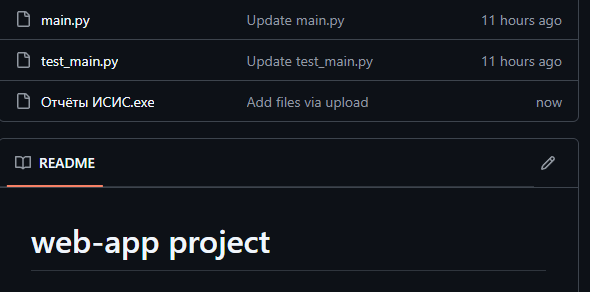 main.py Update main.py 11 hours ago
test_main.py Update test_main.py 11 hours ago
Отчёты ИСИС.exe Add files via upload now
README
web-app project